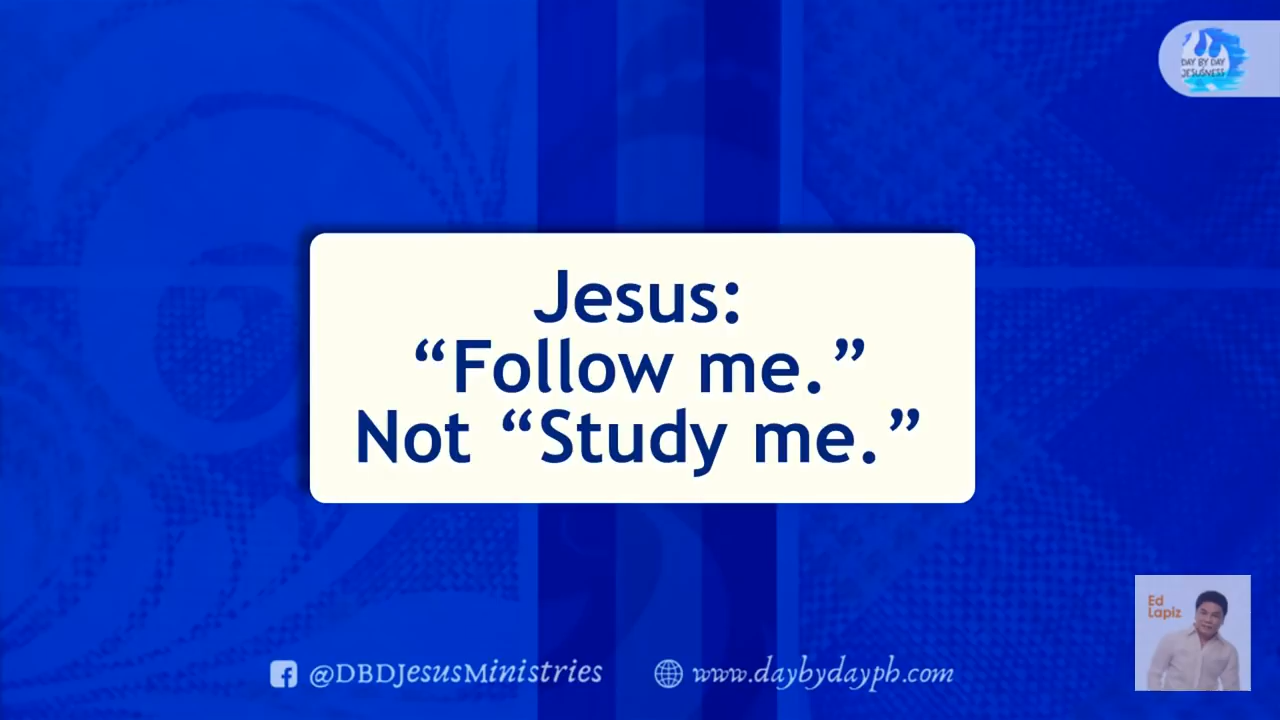 DAY BY DAY
JESUSNESS
Jesus:
“Follow me.”
Not “Study me.”
Ed
Lapiz
@DBDJesusMinistries
www.daybydayph.com